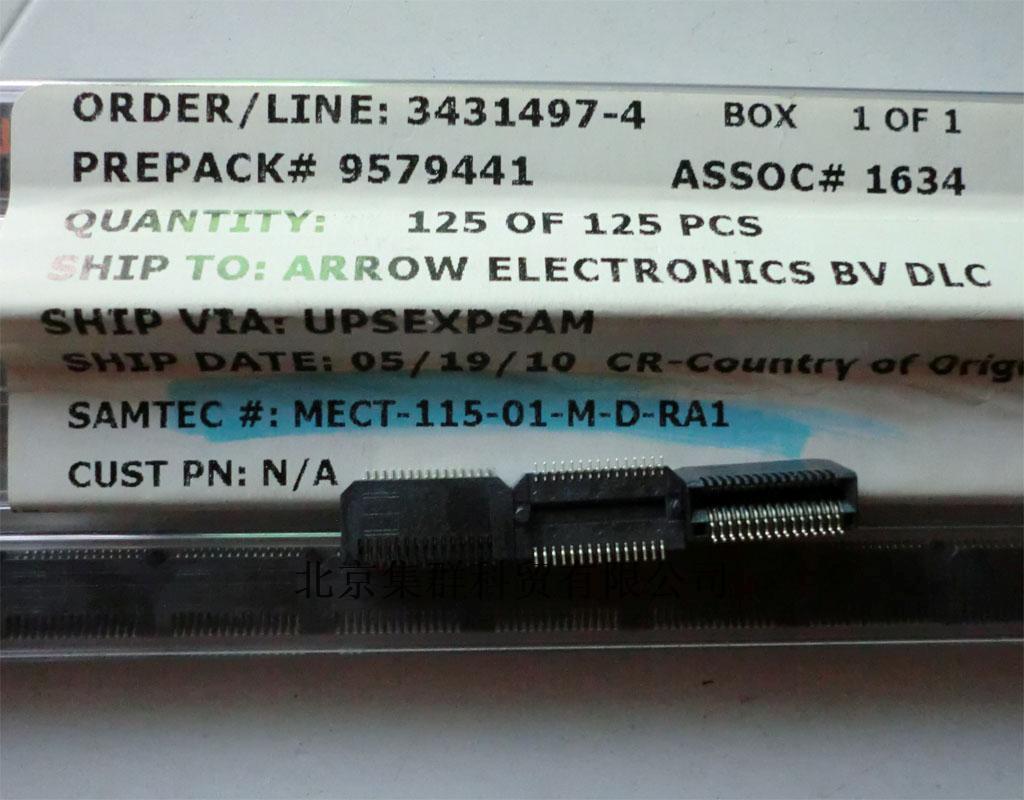 ORDER/LINE: 3431497-4 BOX 1 OF 1
PREPACK# 9579441 ASSOC# 1634
QUANTITY: 125 OF 125 PCS
SHIP TO: ARROW ELECTRONICS BV DLC
SHIP VIA: UPSEXPSAM
SHIP DATE: 05/19/10 CR-Country of Orig
SAMTEC #: MECT-115-01-M-D-RA1
CUST PN: N/A
北京集群科贸有限公司